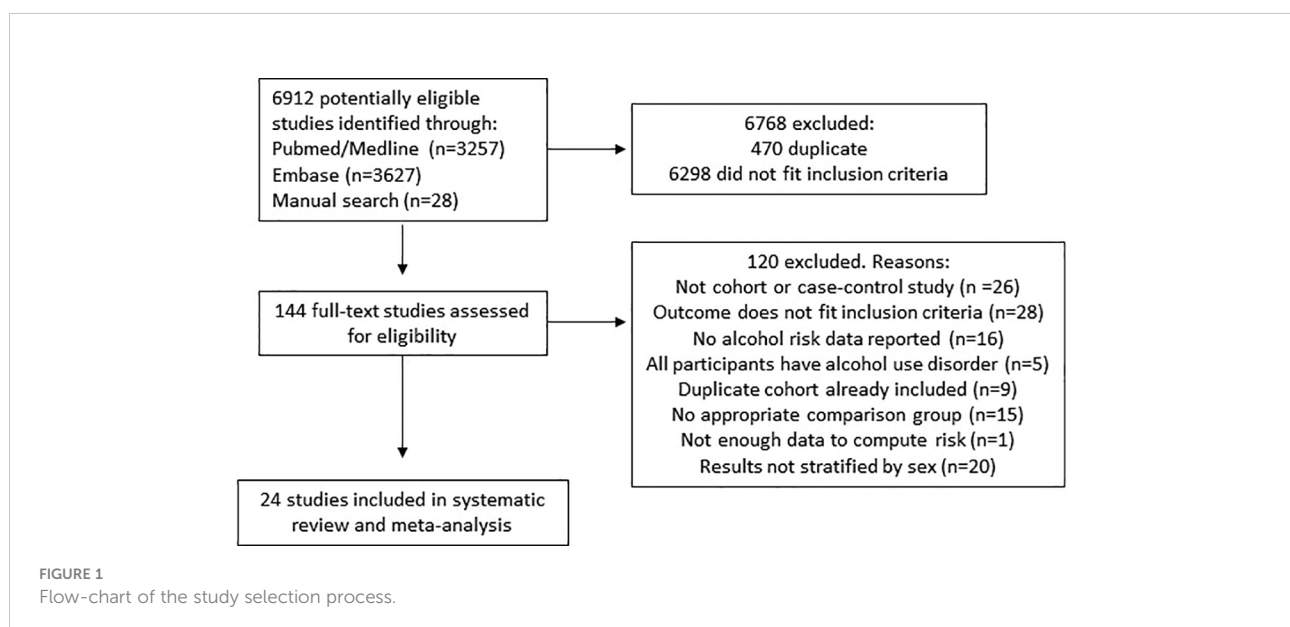 6912 potentially eligible
studies identified through:
Pubmed/Medline (n=3257)
Embase (n=3627)
Manual search (n=28)
6768 excluded:
470 duplicate
6298 did not fit inclusion criteria
144 full-text studies assessed
for eligibility
120 excluded. Reasons:
Not cohort or case-control study (n =26)
Outcome does not fit inclusion criteria (n=28)
No alcohol risk data reported (n=16)
All participants have alcohol use disorder (n=5)
Duplicate cohort already included (n=9)
No appropriate comparison group (n=15)
Not enough data to compute risk (n=1)
Results not stratified by sex (n=20)
24 studies included in systematic
review and meta-analysis
FIGURE 1
Flow-chart of the study selection process.